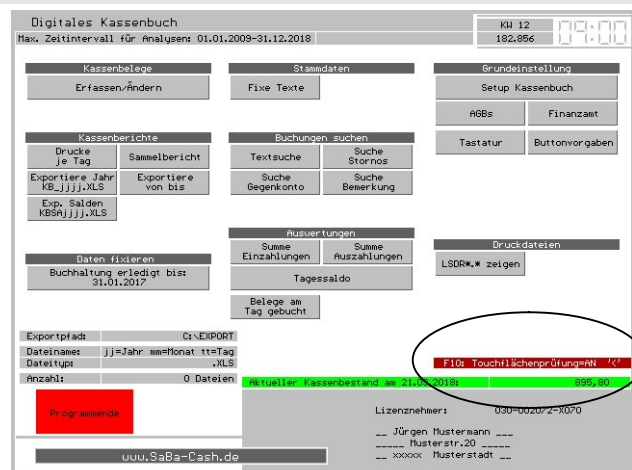 Digitales Kassenbuch
KW 12
09:00
Max. Zeitintervall für Analysen: 01.01.2009-31.12.2018
182.856
Kassenbelege
Erfassen/Ändern
Stammdaten
Fixe Texte
Grundeinstellung
Setup Kassenbuch
AGBs
Finanzamt
Tastatur
Buttonvorgaben
Kassenberichte
Drucke
je Tag
Sammelbericht
Exportiere Jahr
KB_jjjj.XLS
Exportiere
von bis
Exp. Salden
KBSAjjjj.XLS
Buchungen suchen
Textsuche
Suche
Stornos
Suche
Gegenkonto
Suche
Bemerkung
Auswertungen
Summe
Einzahlungen
Summe
Auszahlungen
Tagessaldo
Belege am
Tag gebucht
Daten fixieren
Buchhaltung erledigt bis:
31.01.2017
Druckdateien
LSDR*.* zeigen
Exportpfad: C:\EXPORT
Dateiname: jj=Jahr mm=Monat tt=Tag
Dateityp: .XLS
Anzahl: 0 Dateien
F10: Touchflächenprüfung=AN '<'
Aktueller Kassenbestand am 21.03.2018: 895,80
Programmende
Lizenznehmer: 030-002072-X070
__ Jürgen Mustermann ___
_____ Musterstr.20 _____
__ xxxxx Musterstadt __
www.SaBa-Cash.de